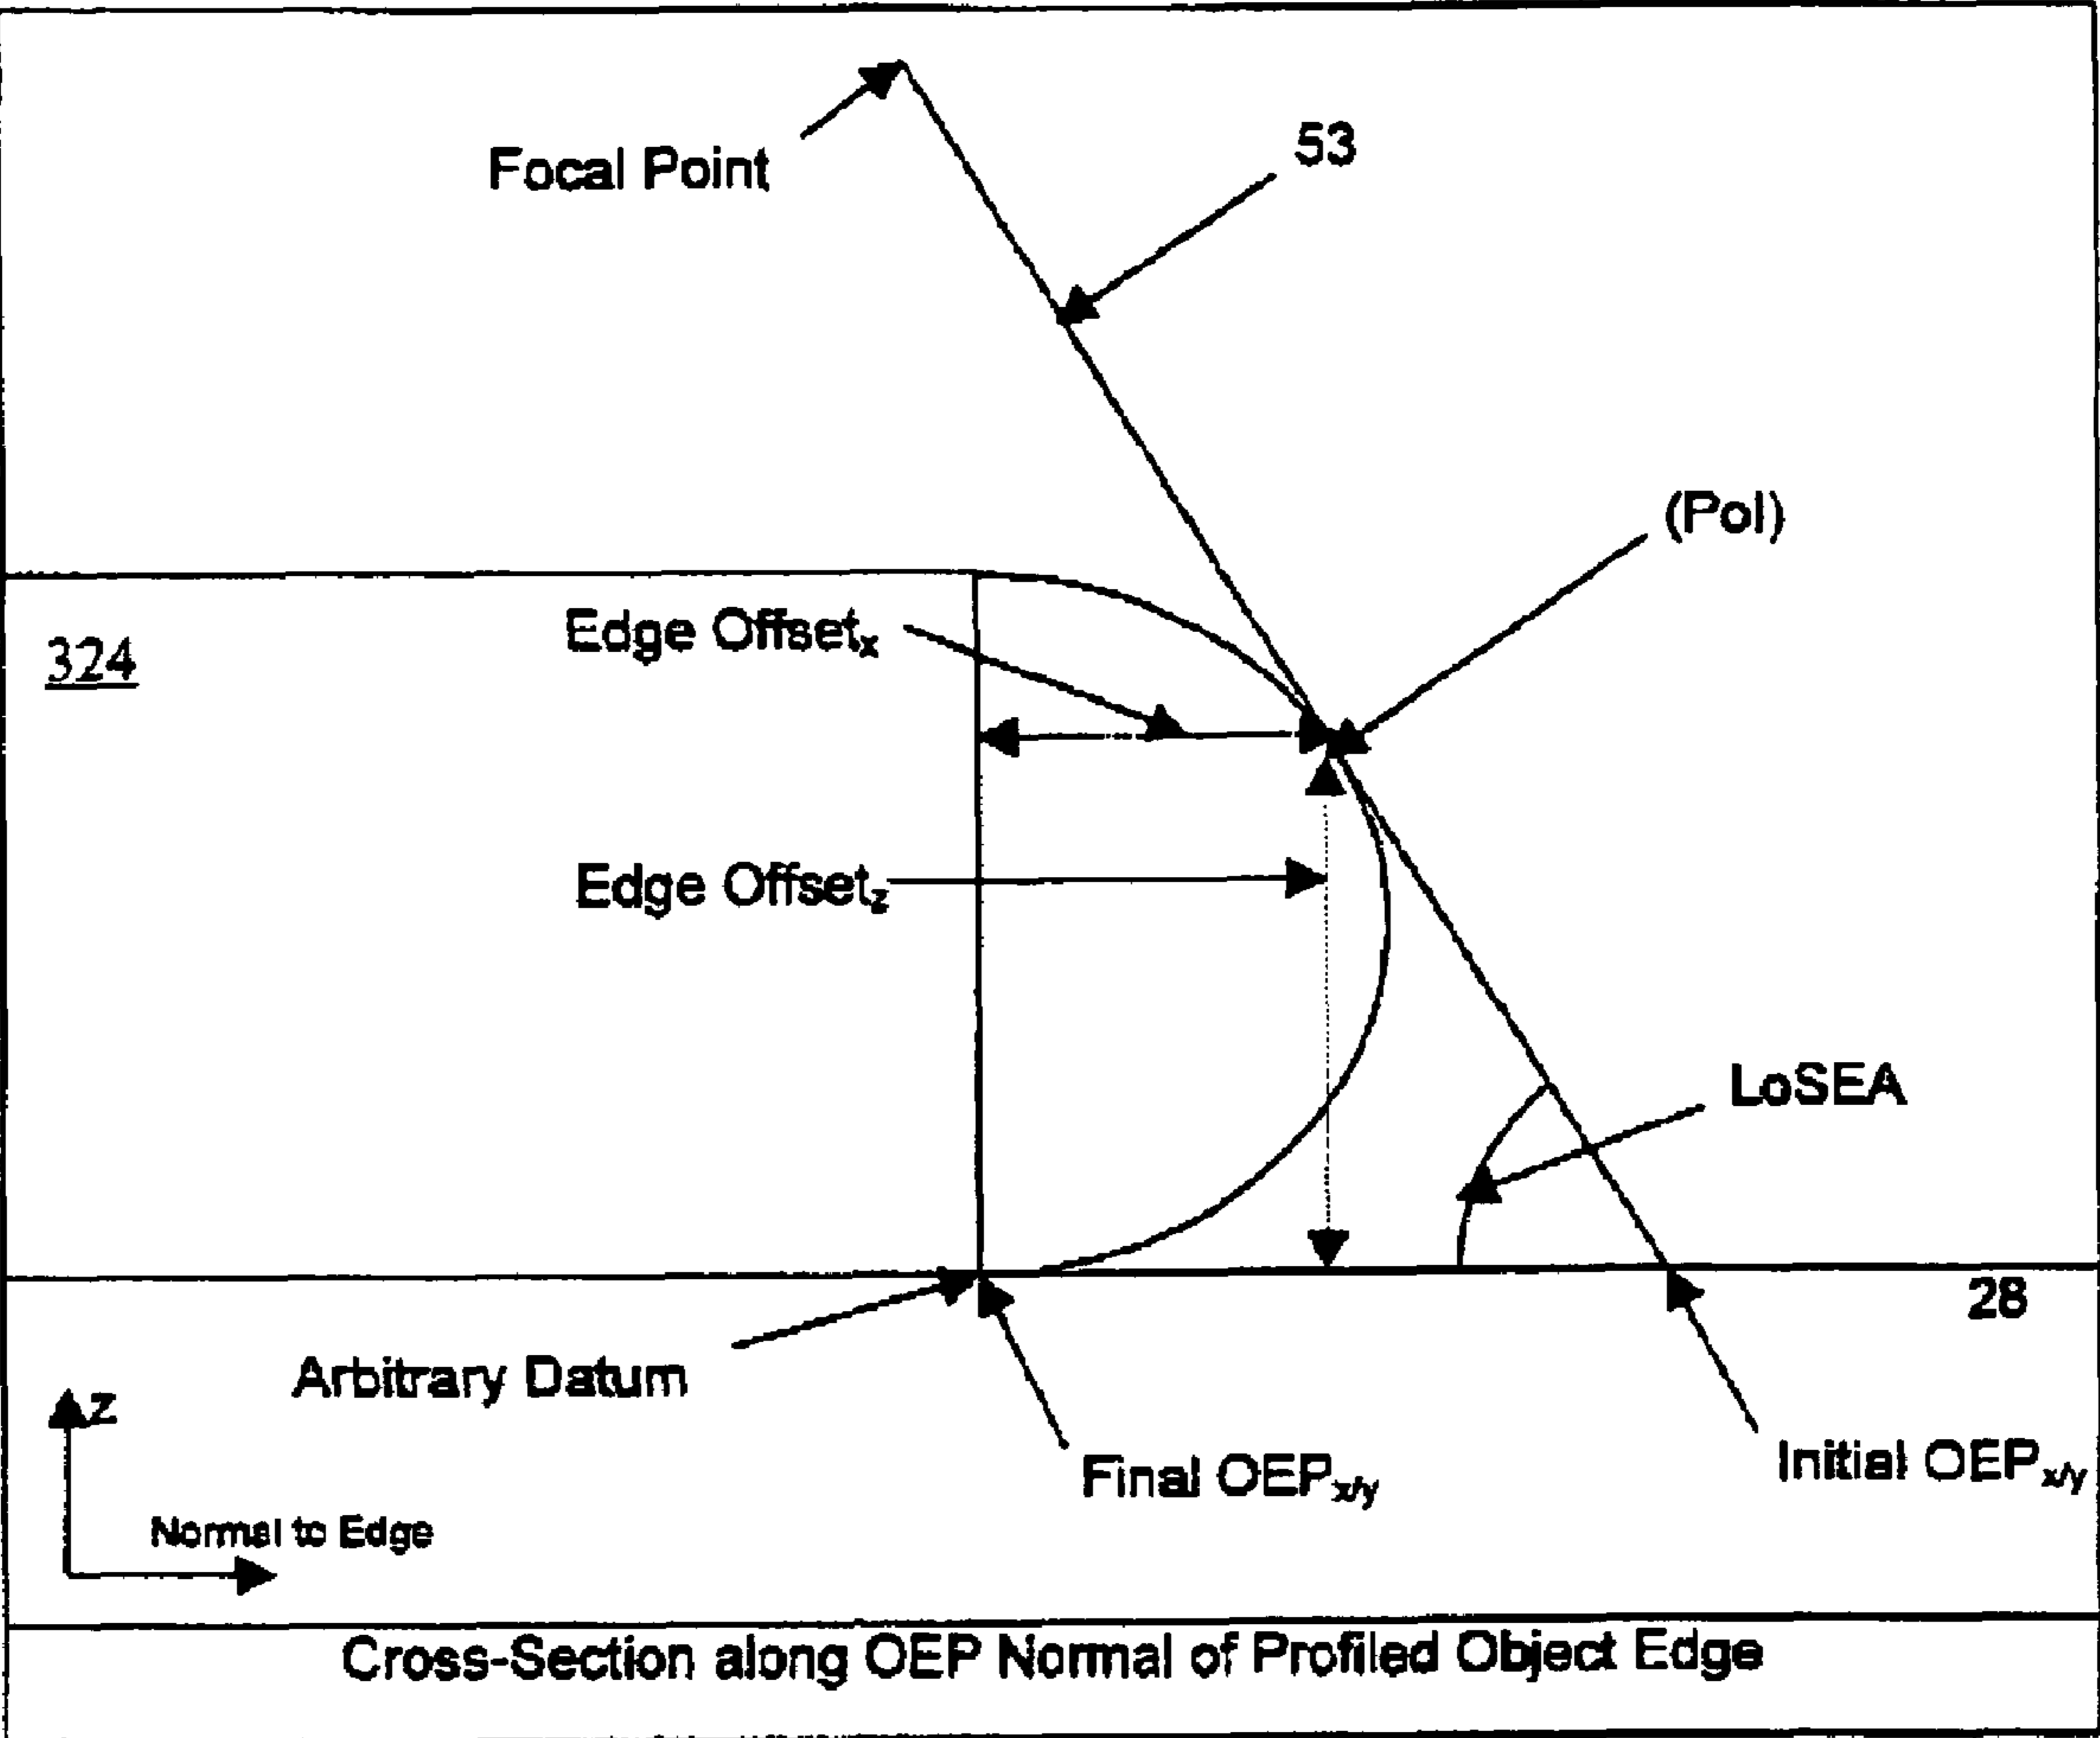 Focal Point
53
(PoI)
Edge Offsetx
324
Edge Offsetz
LoSEA
28
Arbitrary Datum
z
Final OEPx/y
Initial OEPx/y
Normal to Edge
Cross-Section along OEP Normal of Profiled Object Edge